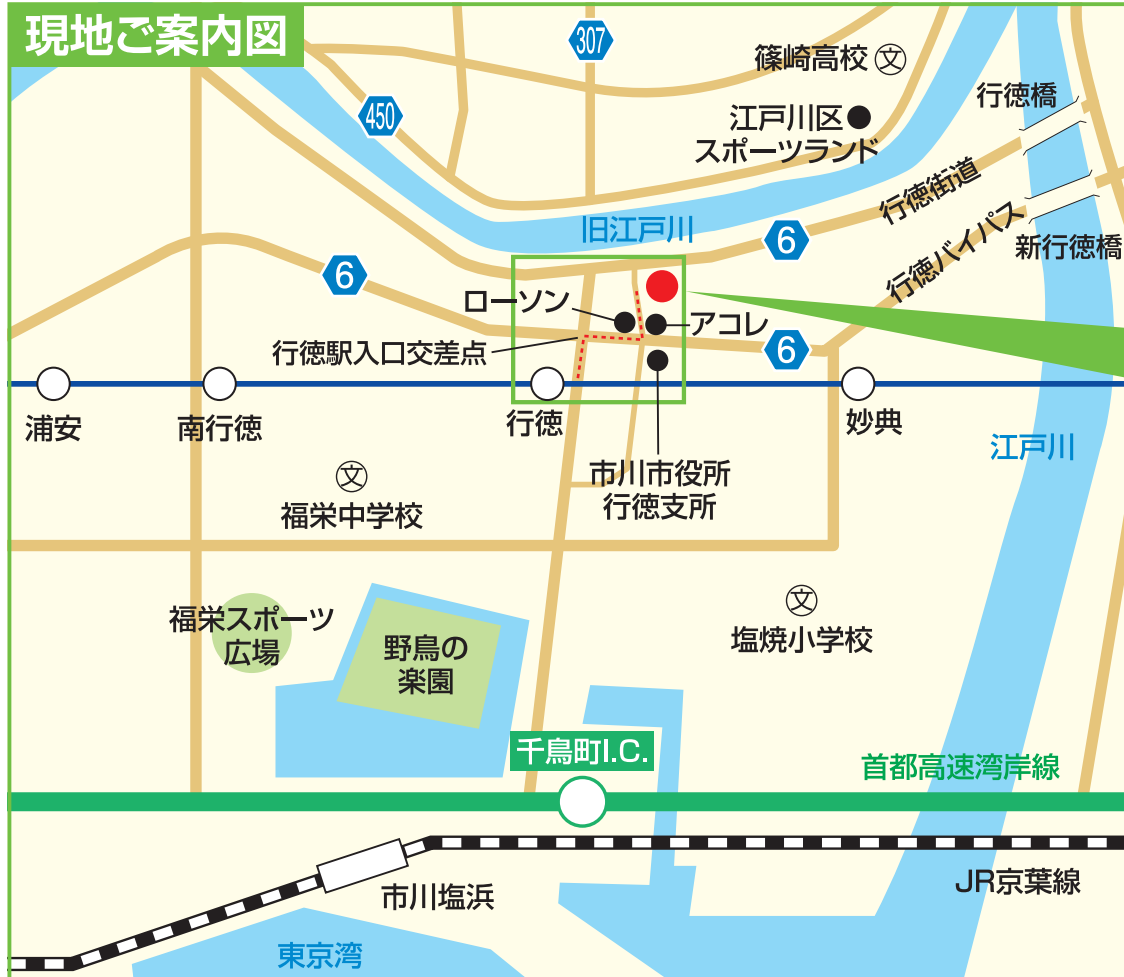 現地ご案内図
307
篠崎高校
文
450
江戸川区
スポーツランド
行徳橋
行徳街道
旧江戸川
6
行徳バイパス
新行徳橋
6
ローソン
アコレ
行徳駅入口交差点
6
浦安
南行徳
行徳
妙典
江戸川
市川市役所
行徳支所
文
福栄中学校
文
塩焼小学校
福栄スポーツ
広場
野鳥の
楽園
千鳥町I.C.
首都高速湾岸線
市川塩浜
JR京葉線
東京湾